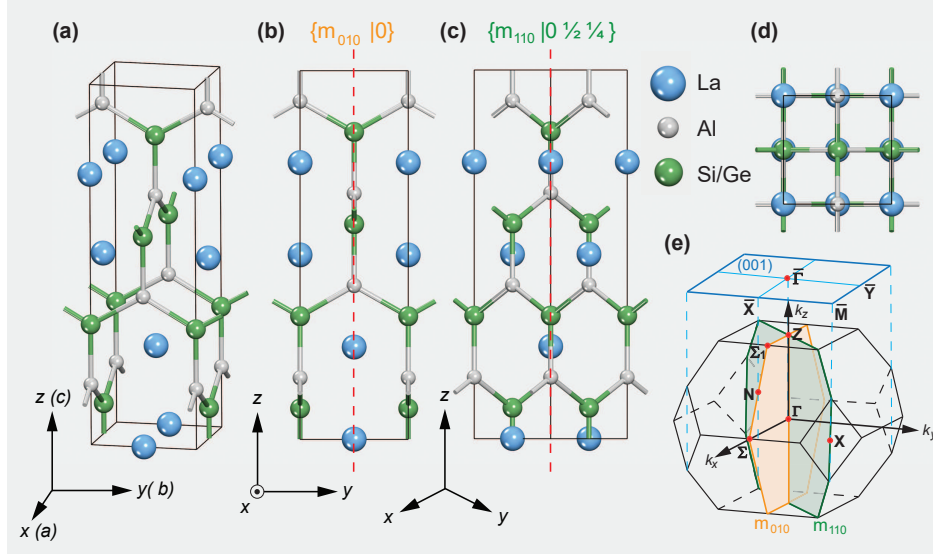 (a)
(b)
{m010 |0}
(c)
{m110 |0 ½ ¼ }
(d)
La
Al
Si/Ge
(e)
(001)
Γ̅
Y̅
X̅
M̅
kz
Z
Σ1
N
Γ
ky
Σ
X
kx
m010
m110
z (c)
y( b)
x (a)
z
x
y
z
x
y